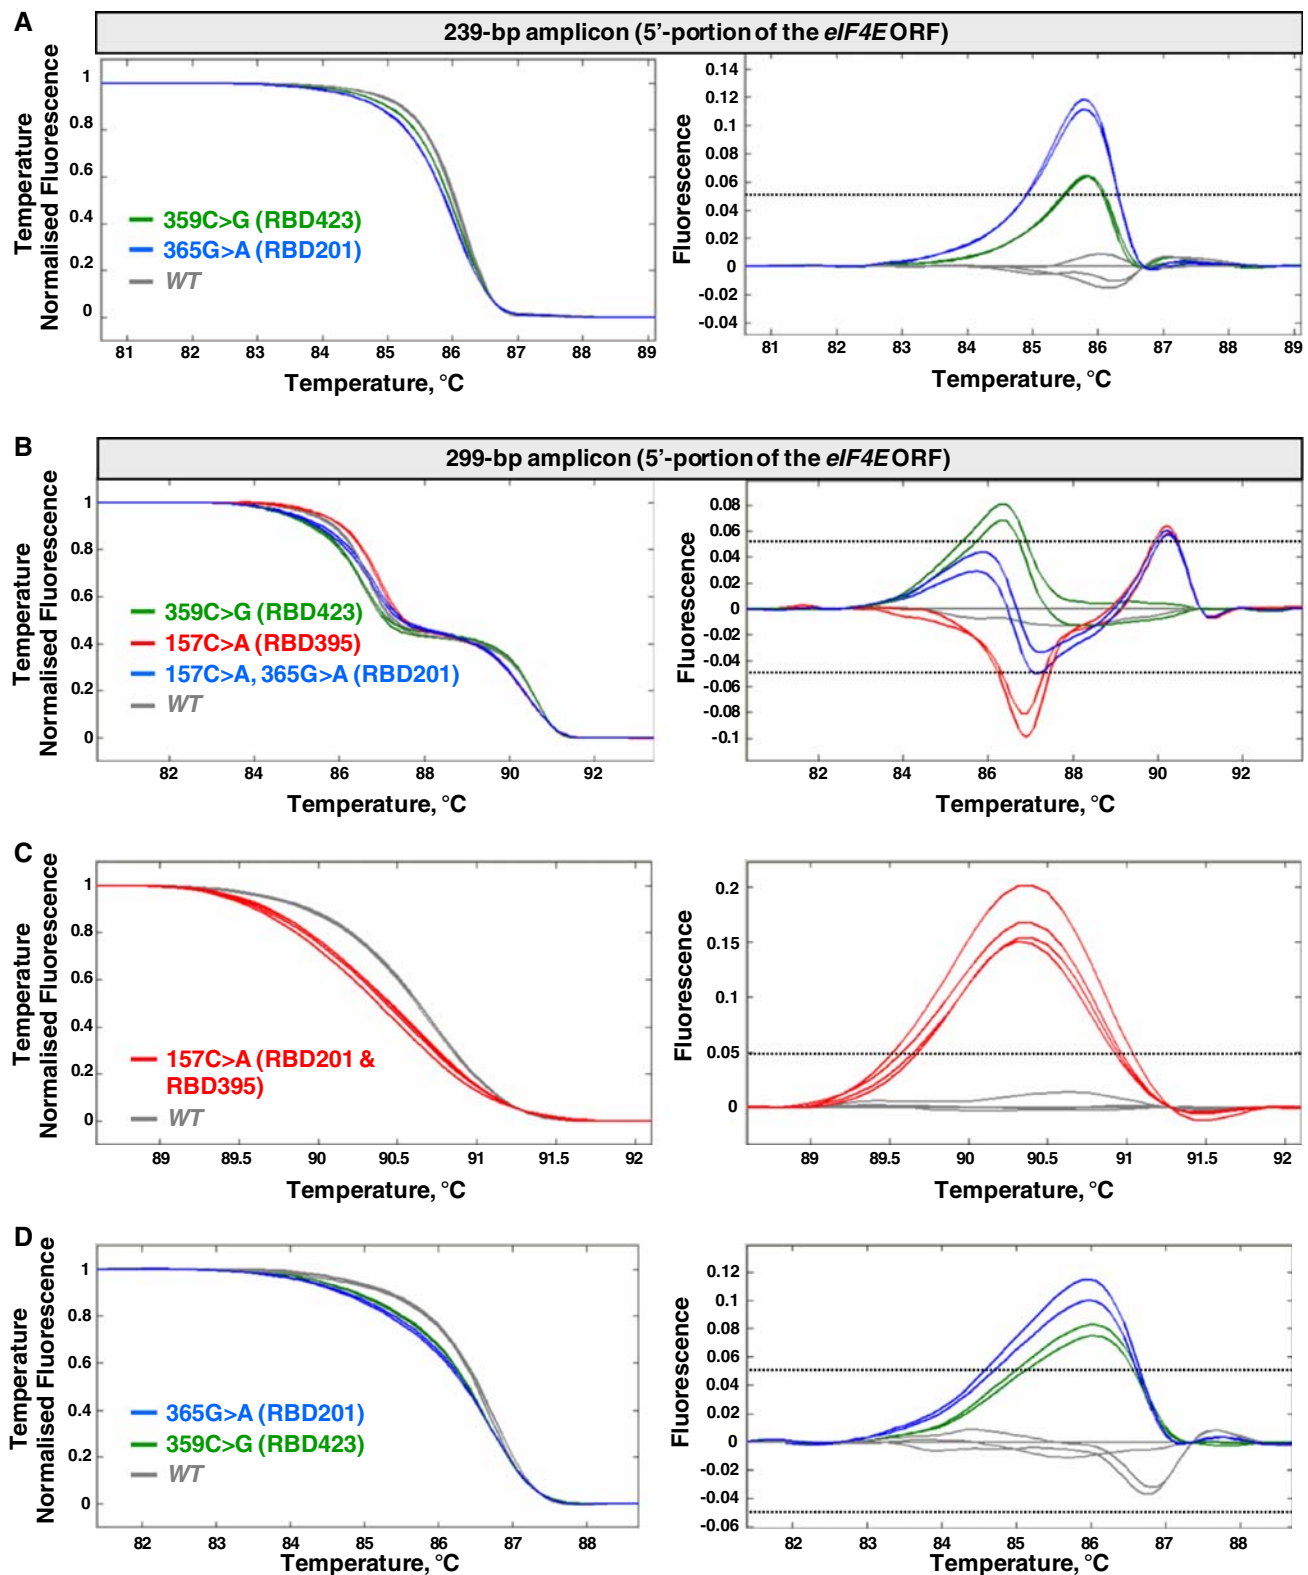 A
239-bp amplicon (5'-portion of the eIF4E ORF)
Temperature
Normalised Fluorescence
1
0.8
0.6
0.4
0.2
0
359C>G (RBD423)
365G>A (RBD201)
WT
81 82 83 84 85 86 87 88 89
Temperature, °C
Fluorescence
0.14
0.12
0.1
0.08
0.06
0.04
0.02
0
-0.02
-0.04
81 82 83 84 85 86 87 88 89
Temperature, °C
B
299-bp amplicon (5'-portion of the eIF4E ORF)
Temperature
Normalised Fluorescence
1
0.8
0.6
0.4
0.2
0
359C>G (RBD423)
157C>A (RBD395)
157C>A, 365G>A (RBD201)
WT
82 84 86 88 90 92
Temperature, °C
Fluorescence
0.08
0.06
0.04
0.02
0
-0.02
-0.04
-0.06
-0.08
-0.1
82 84 86 88 90 92
Temperature, °C
C
Temperature
Normalised Fluorescence
1
0.8
0.6
0.4
0.2
0
157C>A (RBD201 &
RBD395)
WT
89 89.5 90 90.5 91 91.5 92
Temperature, °C
Fluorescence
0.2
0.15
0.1
0.05
0
89 89.5 90 90.5 91 91.5 92
Temperature, °C
D
Temperature
Normalised Fluorescence
1
0.8
0.6
0.4
0.2
0
365G>A (RBD201)
359C>G (RBD423)
WT
82 83 84 85 86 87 88
Temperature, °C
Fluorescence
0.12
0.10
0.08
0.06
0.04
0.02
0
-0.02
-0.04
-0.06
82 83 84 85 86 87 88
Temperature, °C